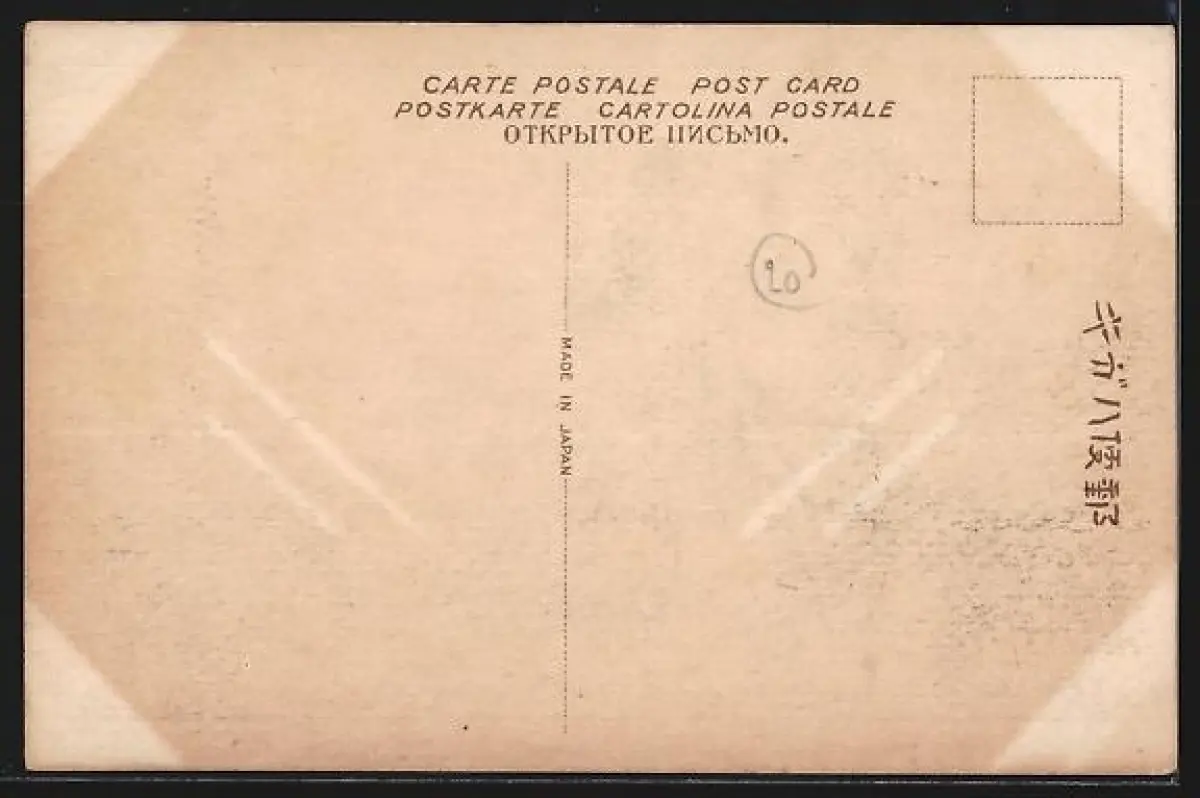 CARTE POSTALE POST CARD
POSTKARTE CARTOLINA POSTALE
ОТКРЫТОЕ ПИСЬМО.
20
MADE IN JAPAN
郵便ハガキ